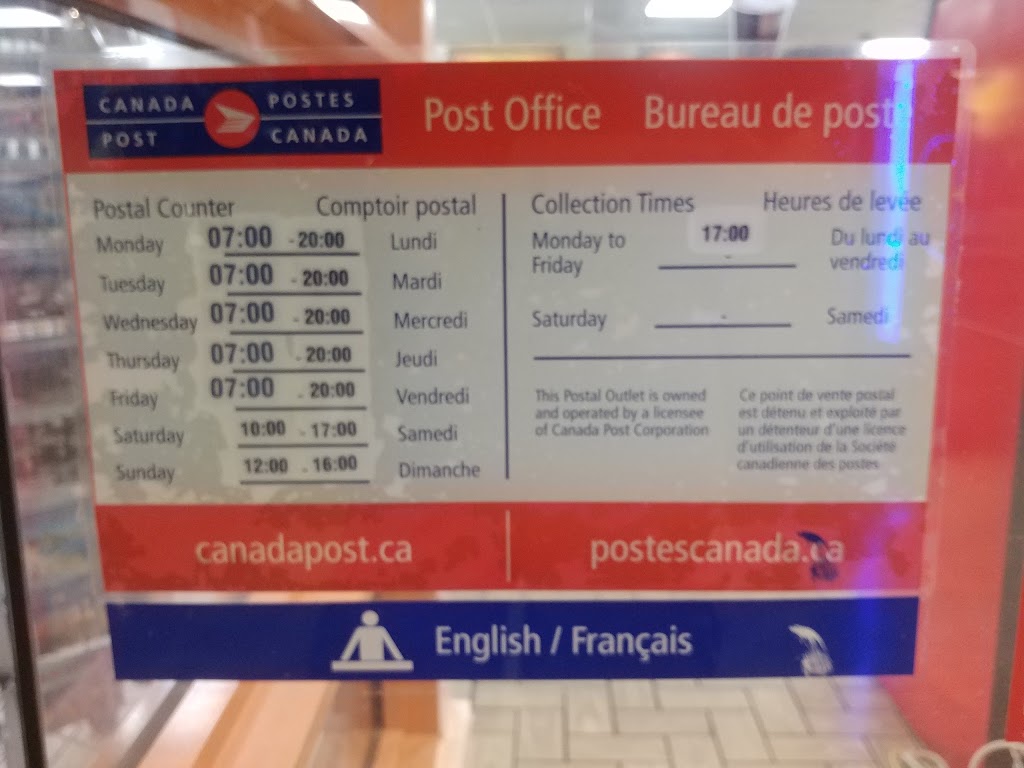 CANADA POSTES
POST CANADA
Post Office Bureau de poste
Postal Counter Comptoir postal
Monday 07:00 - 20:00 Lundi
Tuesday 07:00 - 20:00 Mardi
Wednesday 07:00 - 20:00 Mercredi
Thursday 07:00 - 20:00 Jeudi
Friday 07:00 - 20:00 Vendredi
Saturday 10:00 - 17:00 Samedi
Sunday 12:00 - 16:00 Dimanche
Collection Times Heures de levée
Monday to 17:00 Du lundi au
Friday - vendredi
Saturday - Samedi
This Postal Outlet is owned
and operated by a licensee
of Canada Post Corporation
Ce point de vente postal
est détenu et exploité par
un détenteur d'une licence
d'utilisation de la Société
canadienne des postes
canadapost.ca postescanada.ca
English / Français